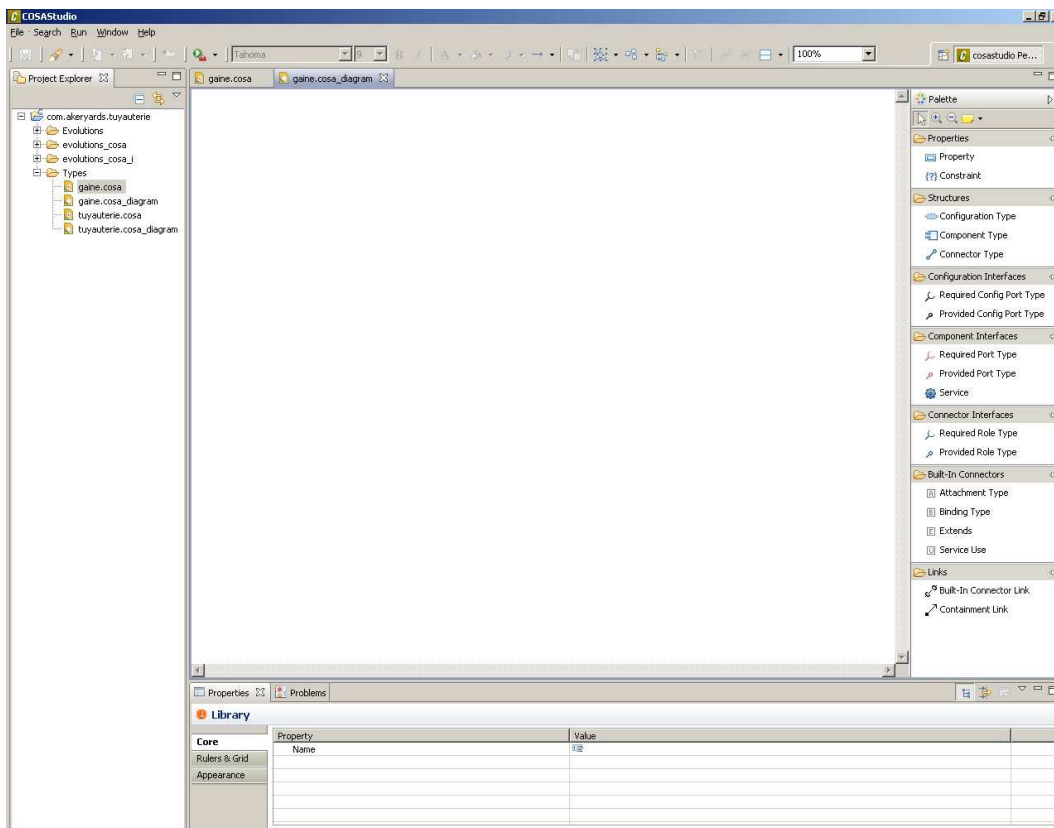 COSAStudio
File Search Run Window Help
Tahoma 9 B I A 100% cosastudio Pe...
Project Explorer
gaine.cosa gaine.cosa_diagram
com.akeryards.tuyauterie
Evolutions
evolutions_cosa
evolutions_cosa_i
Types
gaine.cosa
gaine.cosa_diagram
tuyauterie.cosa
tuyauterie.cosa_diagram
Palette
Properties
Property
{?} Constraint
Structures
Configuration Type
Component Type
Connector Type
Configuration Interfaces
Required Config Port Type
Provided Config Port Type
Component Interfaces
Required Port Type
Provided Port Type
Service
Connector Interfaces
Required Role Type
Provided Role Type
Built-In Connectors
Attachment Type
Binding Type
Extends
Service Use
Links
Built-In Connector Link
Containment Link
Properties Problems
Library
Core
Rulers & Grid
Appearance
Property Value
Name